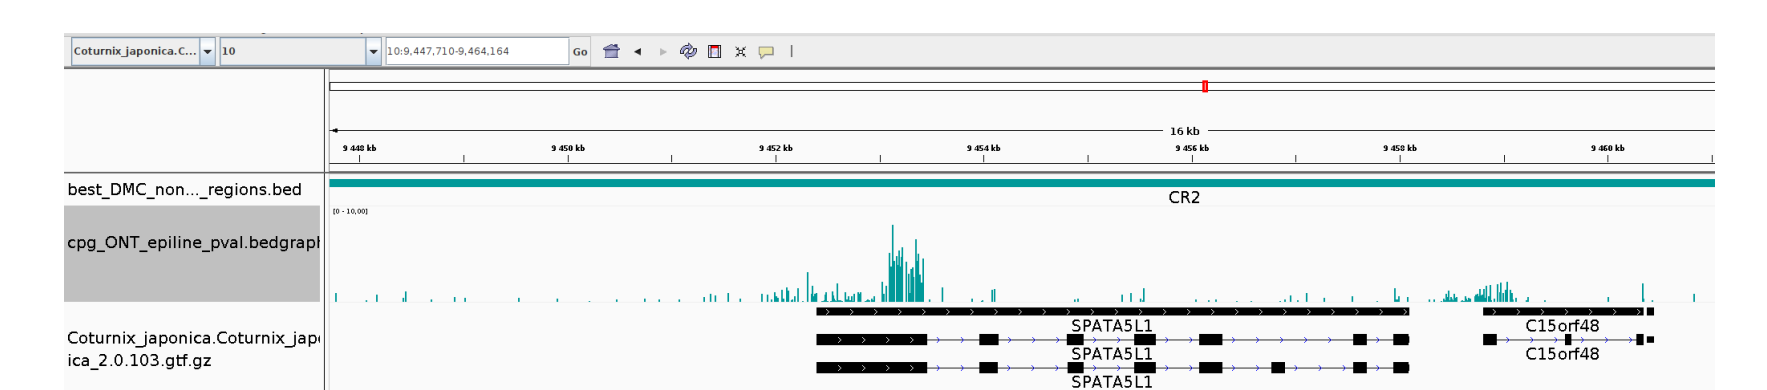 Coturnix_japonica.C... 10 10:9,447,710-9,464,164 Go
16 kb
9 448 kb 9 450 kb 9 452 kb 9 454 kb 9 456 kb 9 458 kb 9 460 kb
best_DMC_non..._regions.bed
CR2
[0 - 10,00]
cpg_ONT_epiline_pval.bedgraph
SPATA5L1 C15orf48
Coturnix_japonica.Coturnix_japo
SPATA5L1 C15orf48
ica_2.0.103.gtf.gz
SPATA5L1